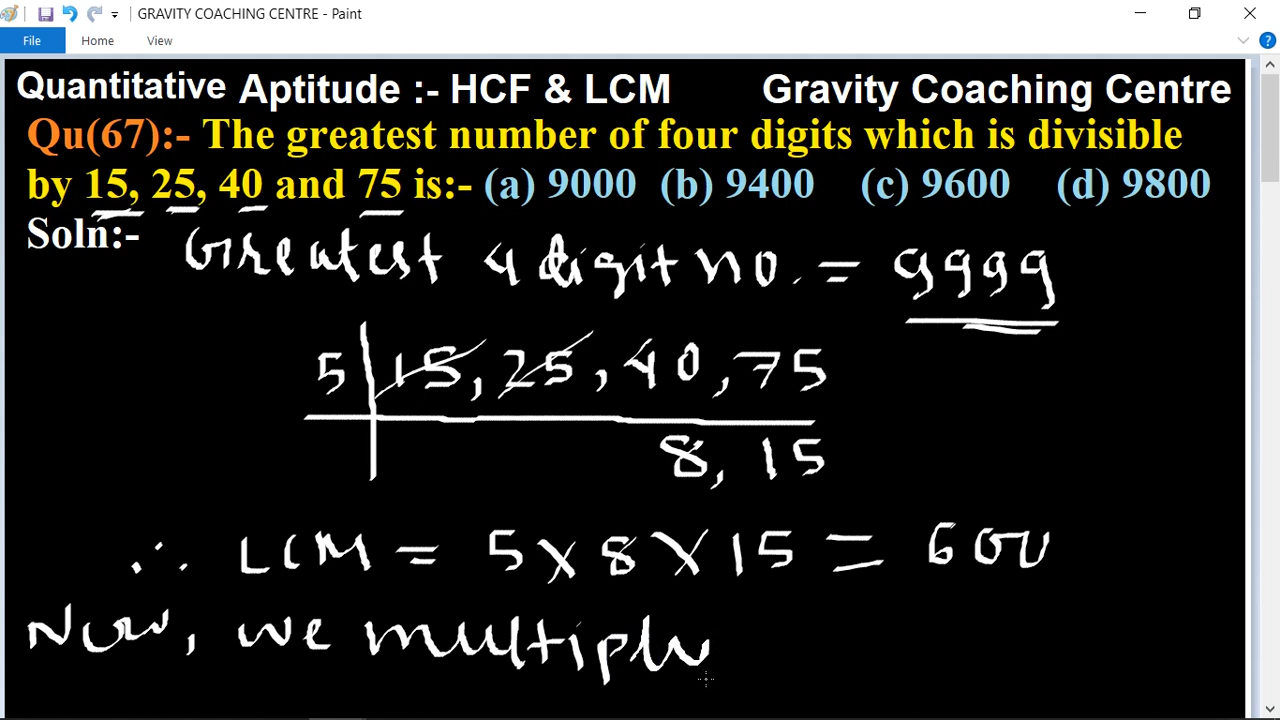 GRAVITY COACHING CENTRE - Paint
File Home View
Quantitative Aptitude :- HCF & LCM Gravity Coaching Centre
Qu(67):- The greatest number of four digits which is divisible
by 15, 25, 40 and 75 is:- (a) 9000 (b) 9400 (c) 9600 (d) 9800
Soln:- Greatest 4 digit no. = 9999
5 15, 25, 40, 75
8, 15
∴ LCM = 5 X 8 X 15 = 600
Now, we multiply